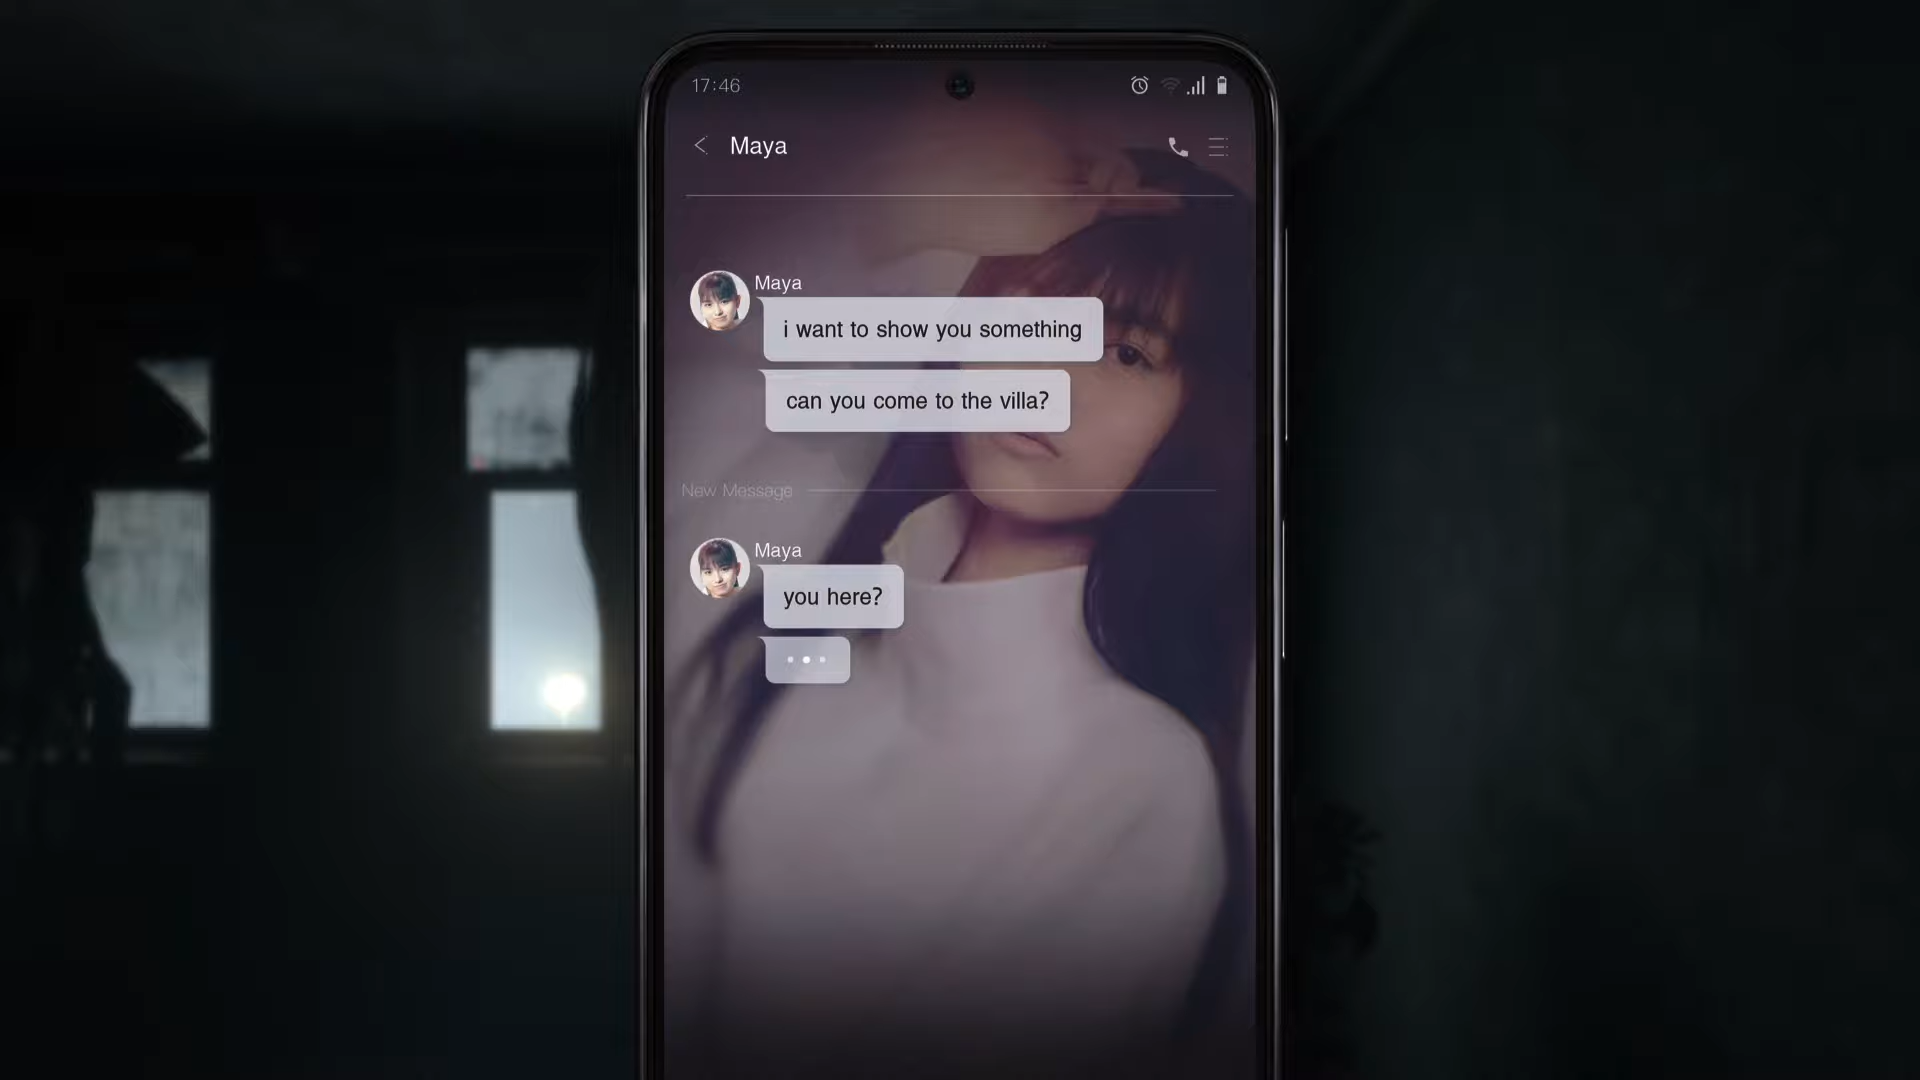 17:46
Maya
Maya
i want to show you something
can you come to the villa?
New Message
Maya
you here?